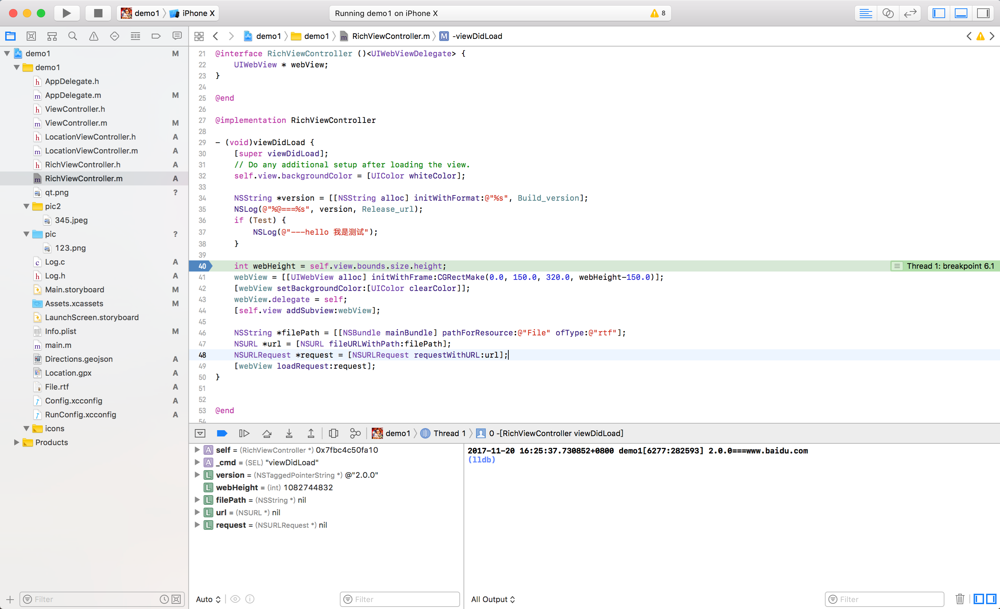 demo1 iPhone X
Running demo1 on iPhone X 8
demo1 demo1 RichViewController.m M -viewDidLoad
demo1 M
demo1
h AppDelegate.h
m AppDelegate.m M
h ViewController.h
m ViewController.m M
h LocationViewController.h A
m LocationViewController.m A
h RichViewController.h A
m RichViewController.m A
qt.png ?
pic2
345.jpeg
pic ?
123.png
c Log.c A
h Log.h A
Main.storyboard M
Assets.xcassets M
LaunchScreen.storyboard
Info.plist M
m main.m
Directions.geojson A
Location.gpx A
File.rtf A
Config.xcconfig A
RunConfig.xcconfig A
icons
Products
Filter
21 @interface RichViewController ()<UIWebViewDelegate> {
22 UIWebView * webView;
23 }
24
25 @end
26
27 @implementation RichViewController
28
29 - (void)viewDidLoad {
30 [super viewDidLoad];
31 // Do any additional setup after loading the view.
32 self.view.backgroundColor = [UIColor whiteColor];
33
34 NSString *version = [[NSString alloc] initWithFormat:@"%s", Build_version];
35 NSLog(@"%@===%s", version, Release_url);
36 if (Test) {
37 NSLog(@"---hello 我是测试");
38 }
39
40 int webHeight = self.view.bounds.size.height; Thread 1: breakpoint 6.1
41 webView = [[UIWebView alloc] initWithFrame:CGRectMake(0.0, 150.0, 320.0, webHeight-150.0)];
42 [webView setBackgroundColor:[UIColor clearColor]];
43 webView.delegate = self;
44 [self.view addSubview:webView];
45
46 NSString *filePath = [[NSBundle mainBundle] pathForResource:@"File" ofType:@"rtf"];
47 NSURL *url = [NSURL fileURLWithPath:filePath];
48 NSURLRequest *request = [NSURLRequest requestWithURL:url];
49 [webView loadRequest:request];
50 }
51
52
53 @end
54
demo1 Thread 1 0 -[RichViewController viewDidLoad]
A self = (RichViewController *) 0x7fbc4c50fa10
A _cmd = (SEL) "viewDidLoad"
L version = (NSTaggedPointerString *) @"2.0.0"
L webHeight = (int) 1082744832
L filePath = (NSString *) nil
L url = (NSURL *) nil
L request = (NSURLRequest *) nil
Auto Filter
2017-11-20 16:25:37.730852+0800 demo1[6277:282593] 2.0.0===www.baidu.com
(lldb)
All Output Filter